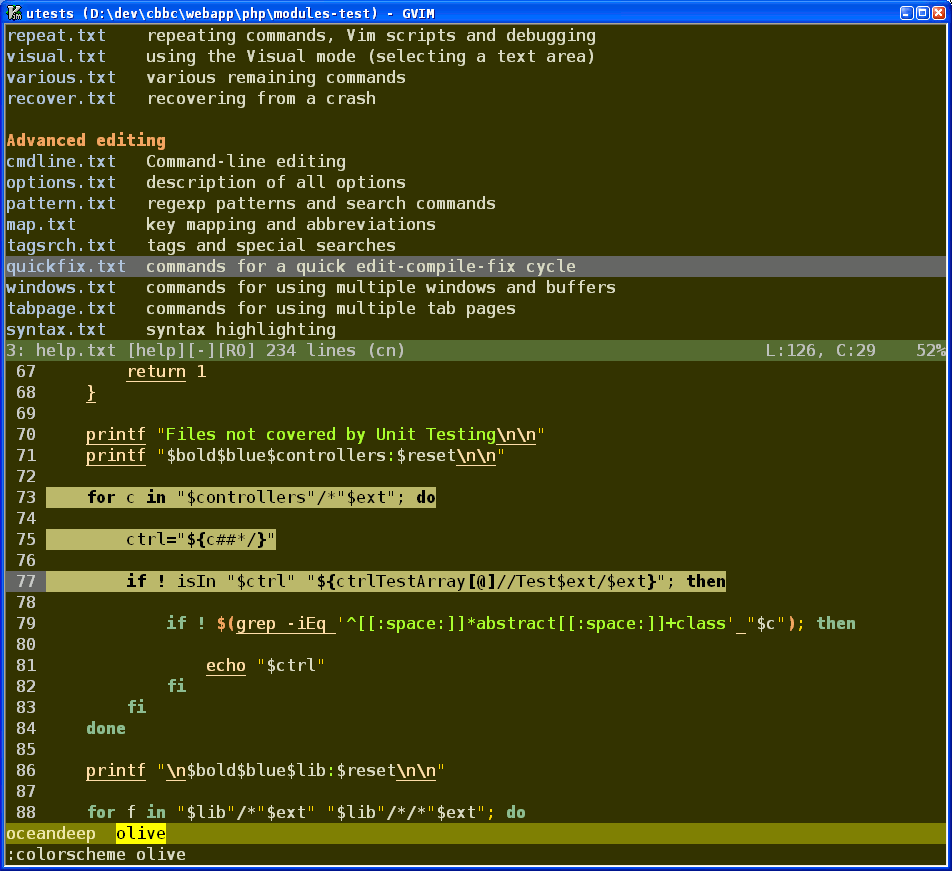 utests (D:\dev\cbbc\webapp\php\modules-test) - GVIM
repeat.txt    repeating commands, Vim scripts and debugging
visual.txt    using the Visual mode (selecting a text area)
various.txt   various remaining commands
recover.txt   recovering from a crash
Advanced editing
cmdline.txt   Command-line editing
options.txt   description of all options
pattern.txt   regexp patterns and search commands
map.txt       key mapping and abbreviations
tagsrch.txt   tags and special searches
quickfix.txt  commands for a quick edit-compile-fix cycle
windows.txt   commands for using multiple windows and buffers
tabpage.txt   commands for using multiple tab pages
syntax.txt    syntax highlighting
3: help.txt [help][-][RO] 234 lines (cn)                                    L:126, C:29    52%
 67         return 1
 68     }
 69
 70     printf "Files not covered by Unit Testing\n\n"
 71     printf "$bold$blue$controllers:$reset\n\n"
 72
 73     for c in "$controllers"/*"$ext"; do
 74
 75         ctrl="${c##*/}"
 76
 77         if ! isIn "$ctrl" "${ctrlTestArray[@]//Test$ext/$ext}"; then
 78
 79             if ! $(grep -iEq '^[[:space:]]*abstract[[:space:]]+class' "$c"); then
 80
 81                 echo "$ctrl"
 82             fi
 83         fi
 84     done
 85
 86     printf "\n$bold$blue$lib:$reset\n\n"
 87
 88     for f in "$lib"/*"$ext" "$lib"/*/*"$ext"; do
oceandeep  olive
:colorscheme olive